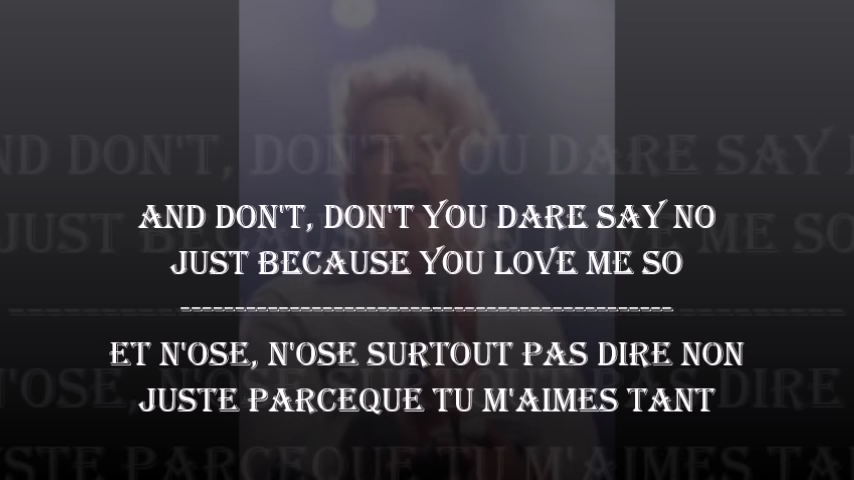 AND DON'T, DON'T YOU DARE SAY NO
JUST BECAUSE YOU LOVE ME SO
---------------------------------------------
ET N'OSE, N'OSE SURTOUT PAS DIRE NON
JUSTE PARCEQUE TU M'AIMES TANT